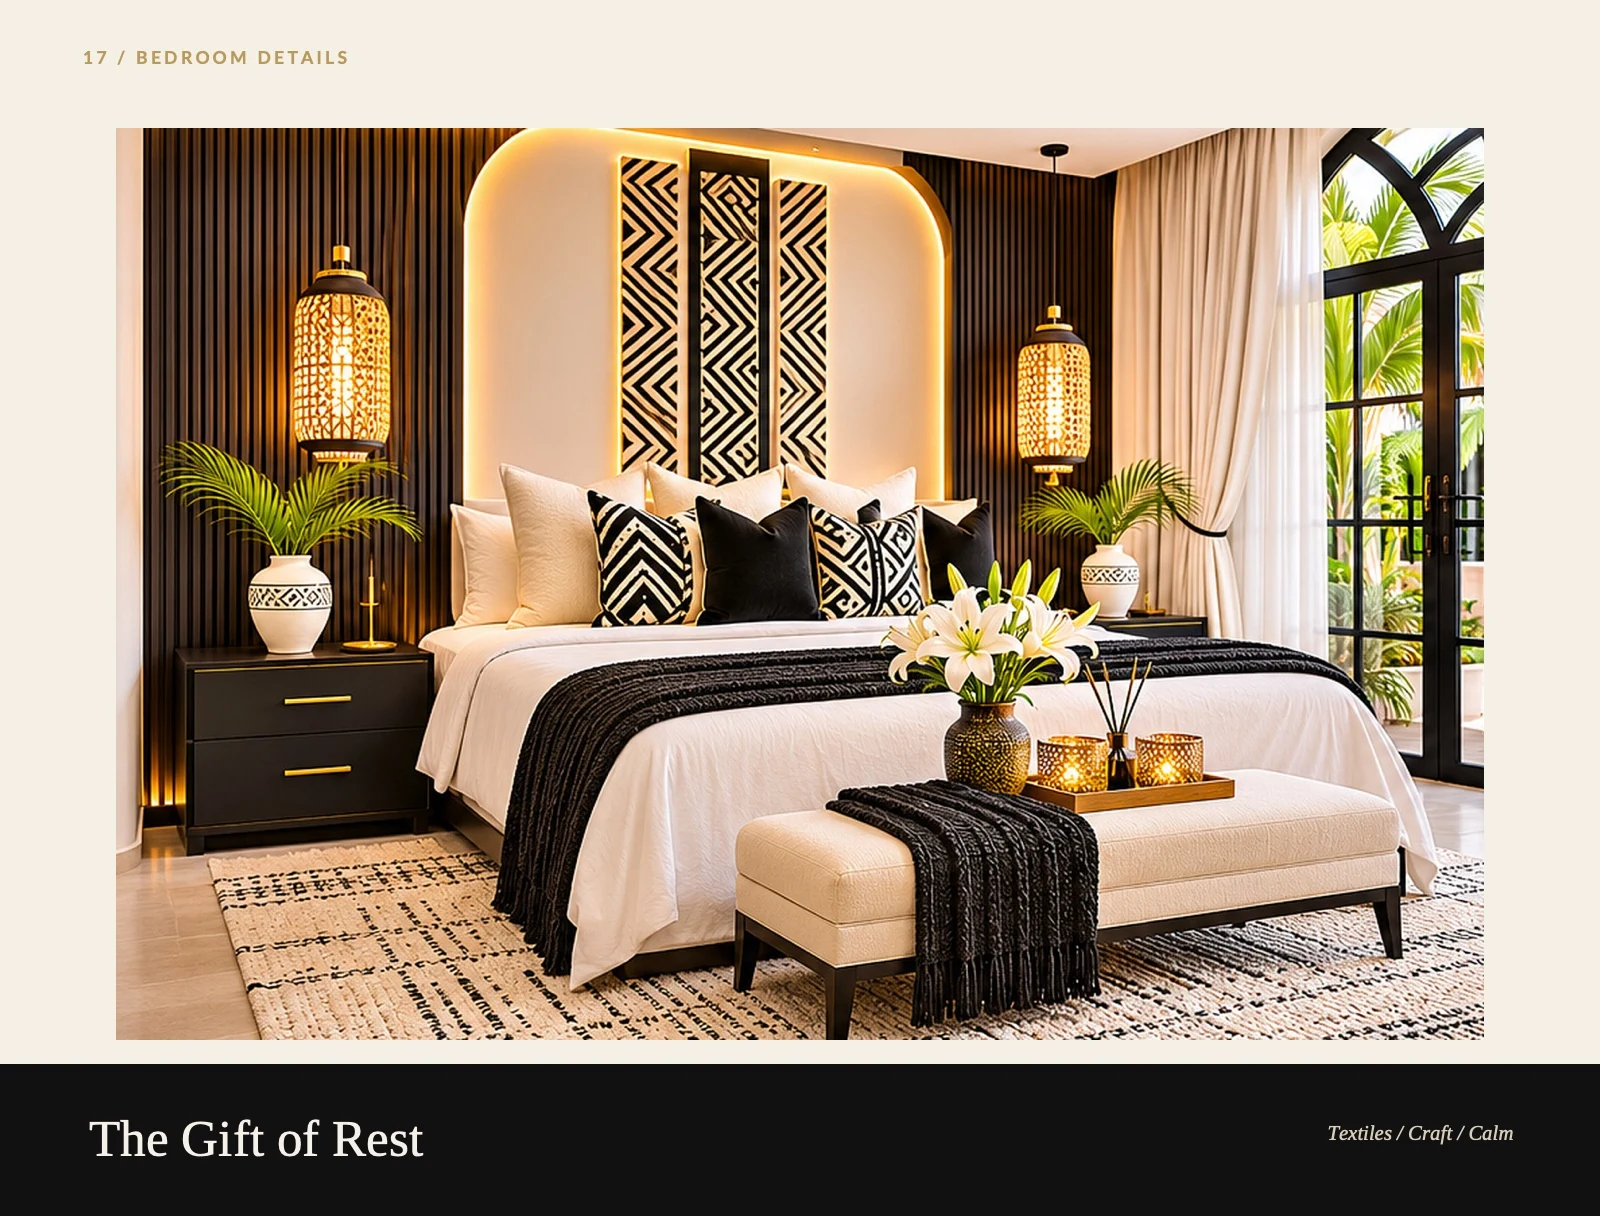 17 / BEDROOM DETAILS
The Gift of Rest
Textiles / Craft / Calm